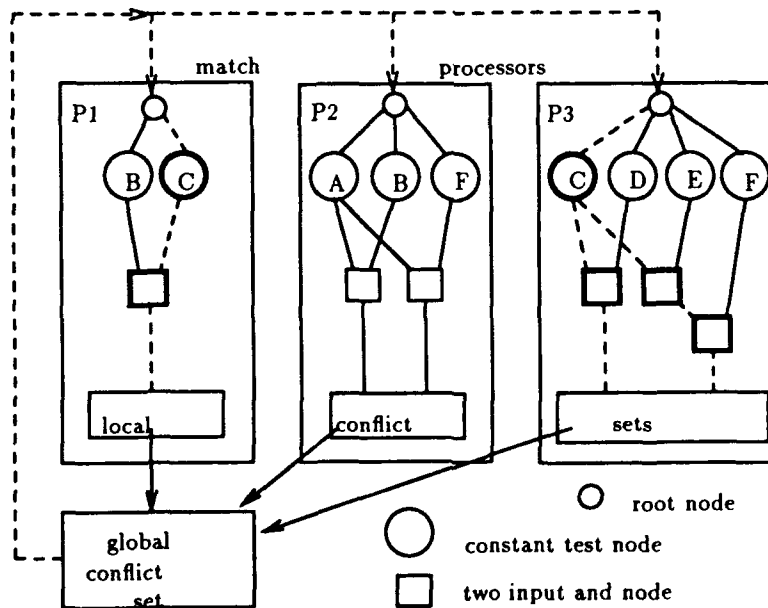 match processors
P1 P2 P3
B C A B F C D E F
local conflict sets
root node
global
conflict
set
constant test node
two input and node